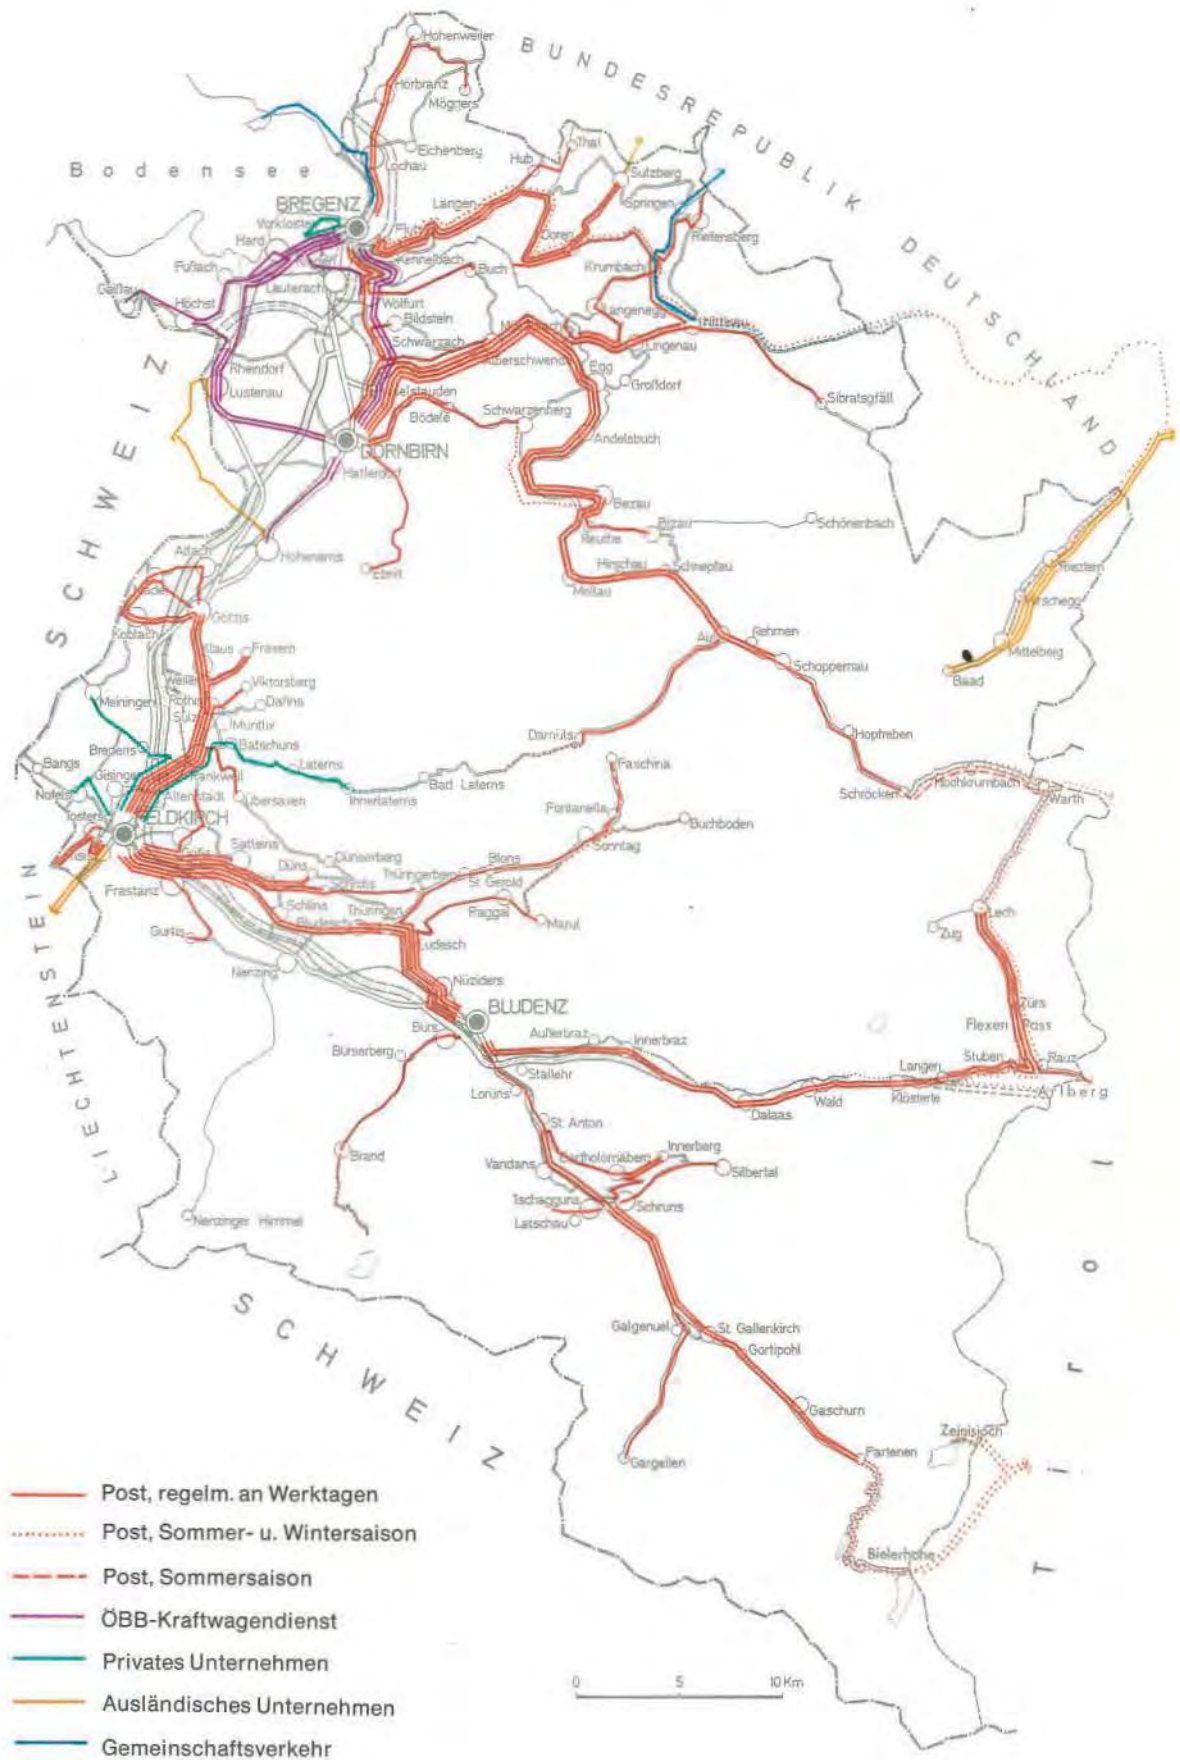 Hohenweiler
BUNDESREPUBLIK DEUTSCHLAND
Hörbranz
Möggers
Eichenberg
Lochau
Thal
Hub
Sulzberg
Bodensee
BREGENZ
Langen
Springen
Vorkloster
Doren
Riefensberg
Hard
Kennelbach
Buch
Krumbach
Fußach
Lauterach
Gaißau
Höchst
Wolfurt
Bildstein
Langenegg
Hittisau
Schwarzach
Alberschwende
Lingenau
Egg
Großdorf
Rheindorf
Lustenau
Bödele
Schwarzenberg
Sibratsgfäll
Andelsbuch
DORNBIRN
Hatlerdorf
SCHWEIZ
Bezau
Bizau
Schönenbach
Reuthe
Altach
Hohenems
Ebnit
Hirschau
Schnepfau
Mellau
Riezlern
Hirschegg
Mittelberg
Baad
Götzis
Koblach
Klaus
Fraxern
Au
Rehmen
Schoppernau
Viktorsberg
Dafins
Meiningen
Röthis
Sulz
Muntlix
Batschuns
Damüls
Hopfreben
Brederis
Bangs
Gisingen
Rankweil
Laterns
Bad Laterns
Innerlaterns
Faschina
Nofels
Altenstadt
Übersaxen
Schröcken
Hochkrumbach
Warth
Tosters
FELDKIRCH
Fontanella
Buchboden
Sonntag
Satteins
Düns
Dünserberg
Blons
Thüringerberg
St. Gerold
Frastanz
Schlins
Thüringen
Raggal
Marul
Lech
Zug
Gurtis
Ludesch
Nenzing
Nüziders
BLUDENZ
LIECHTENSTEIN
Bürs
Bürserberg
Außerbraz
Innerbraz
Zürs
Flexen Pass
Stuben
Rauz
Langen
Stallehr
Lorüns
Dalaas
Wald
Klösterle
Arlberg
St. Anton
Brand
Vandans
Bartholomäberg
Innerberg
Silbertal
Tschagguns
Schruns
Latschau
Nenzinger Himmel
Tirol
SCHWEIZ
Galgenuel
St. Gallenkirch
Gortipohl
Gaschurn
Gargellen
Partenen
Zeinisjoch
Bielerhöhe
Post, regelm. an Werktagen
Post, Sommer- u. Wintersaison
Post, Sommersaison
ÖBB-Kraftwagendienst
Privates Unternehmen
Ausländisches Unternehmen
Gemeinschaftsverkehr
0 5 10 Km